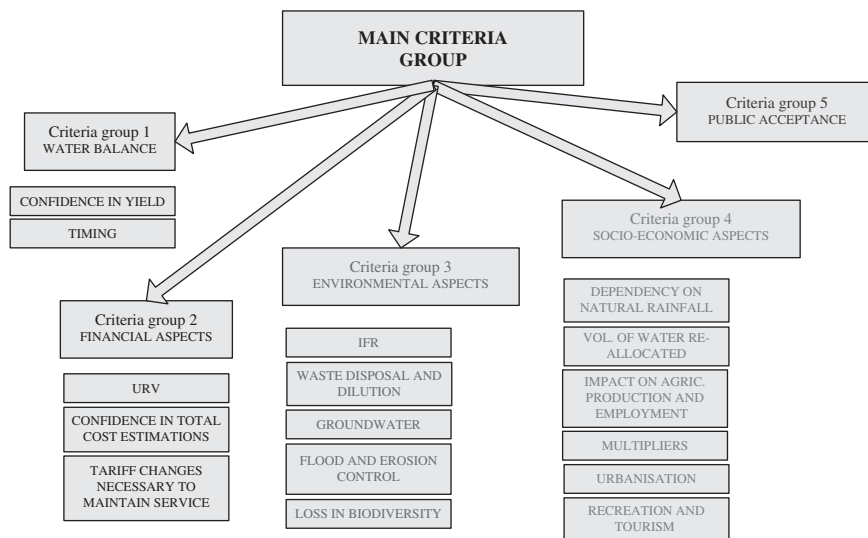 MAIN CRITERIA
GROUP
Criteria group 1
WATER BALANCE
CONFIDENCE IN YIELD
TIMING
Criteria group 2
FINANCIAL ASPECTS
URV
CONFIDENCE IN TOTAL
COST ESTIMATIONS
TARIFF CHANGES
NECESSARY TO
MAINTAIN SERVICE
Criteria group 3
ENVIRONMENTAL ASPECTS
IFR
WASTE DISPOSAL AND
DILUTION
GROUNDWATER
FLOOD AND EROSION
CONTROL
LOSS IN BIODIVERSITY
Criteria group 4
SOCIO-ECONOMIC ASPECTS
DEPENDENCY ON
NATURAL RAINFALL
VOL. OF WATER RE-
ALLOCATED
IMPACT ON AGRIC.
PRODUCTION AND
EMPLOYMENT
MULTIPLIERS
URBANISATION
RECREATION AND
TOURISM
Criteria group 5
PUBLIC ACCEPTANCE